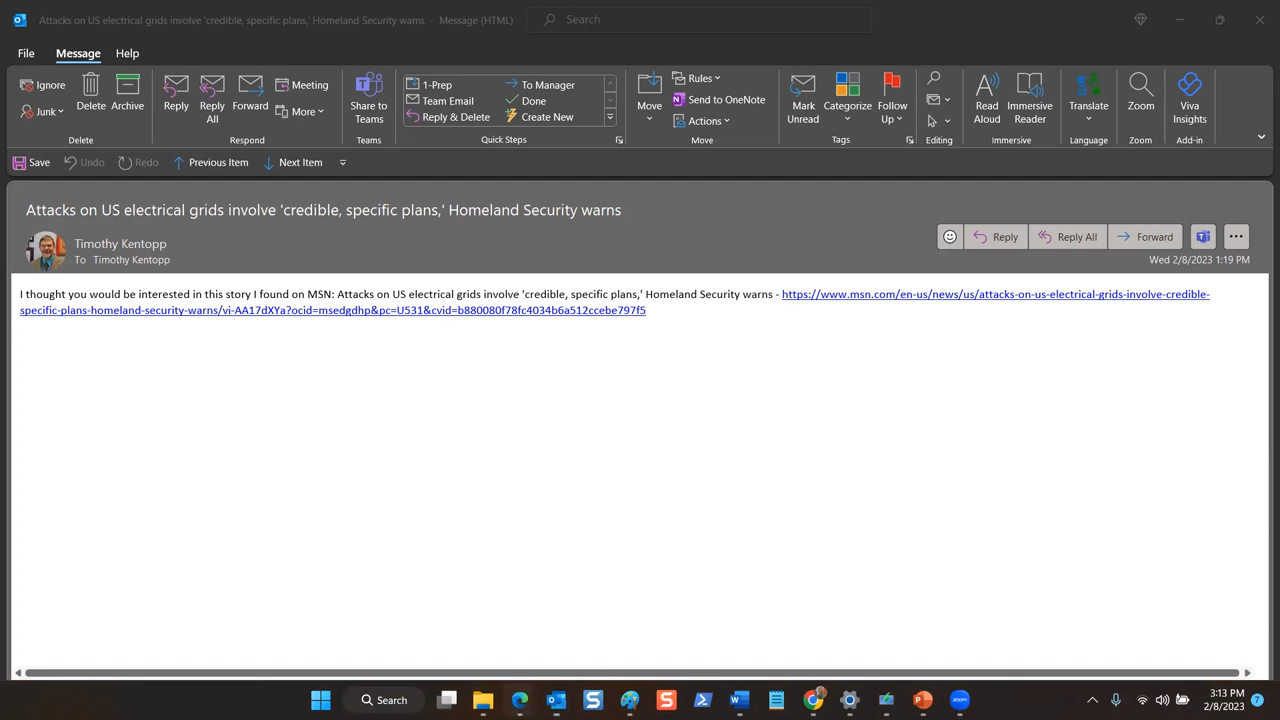 Attacks on US electrical grids involve 'credible, specific plans,' Homeland Security warns - Message (HTML)
Search
File Message Help
Ignore
Junk
Delete
Archive
Delete
Reply
Reply All
Forward
Meeting
More
Respond
Share to Teams
Teams
1-Prep
To Manager
Team Email
Done
Reply & Delete
Create New
Quick Steps
Move
Rules
Send to OneNote
Actions
Move
Mark Unread
Categorize
Follow Up
Tags
Editing
Read Aloud
Immersive Reader
Immersive
Translate
Language
Zoom
Zoom
Viva Insights
Add-in
Save Undo Redo Previous Item Next Item
Attacks on US electrical grids involve 'credible, specific plans,' Homeland Security warns
Timothy Kentopp
To Timothy Kentopp
Reply Reply All Forward
Wed 2/8/2023 1:19 PM
I thought you would be interested in this story I found on MSN: Attacks on US electrical grids involve 'credible, specific plans,' Homeland Security warns - https://www.msn.com/en-us/news/us/attacks-on-us-electrical-grids-involve-credible-
specific-plans-homeland-security-warns/vi-AA17dXYa?ocid=msedgdhp&pc=U531&cvid=b880080f78fc4034b6a512ccebe797f5
Search
zoom
3:13 PM
2/8/2023
7